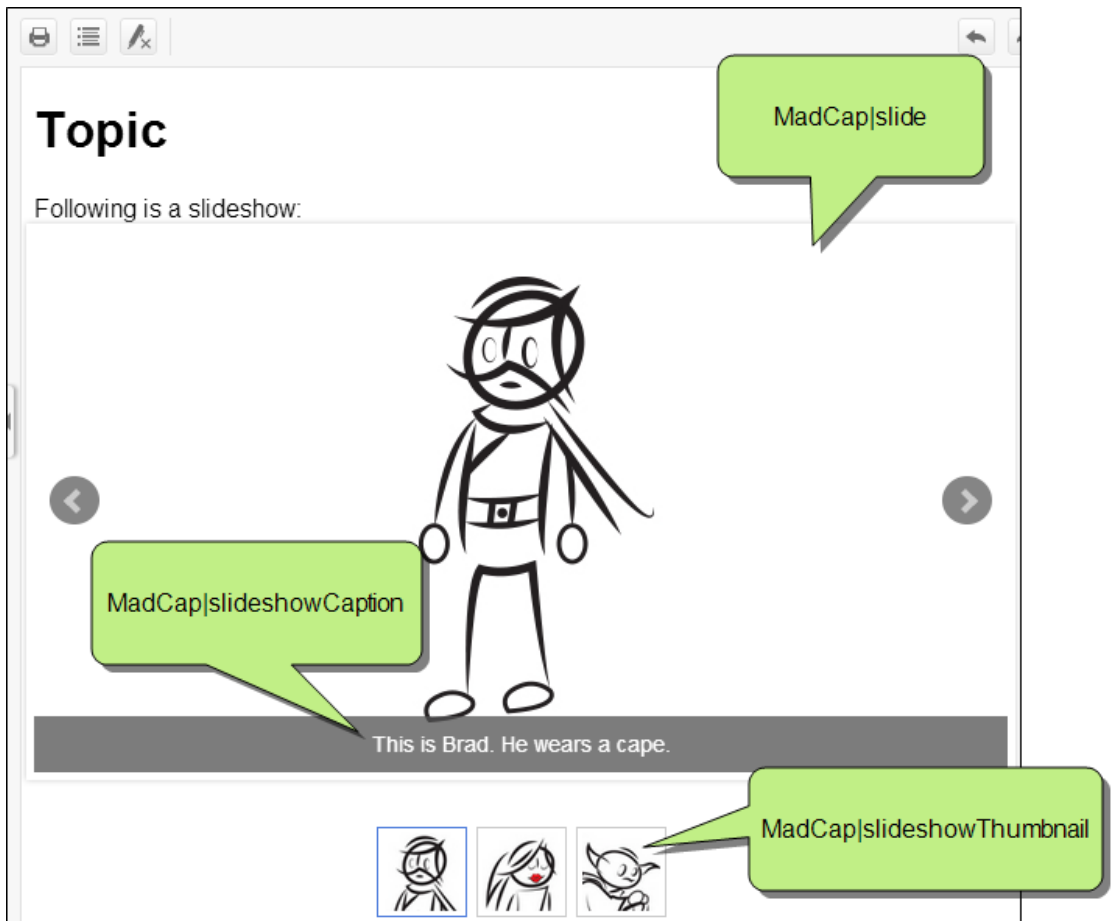 MadCap|slide
Topic
Following is a slideshow:
MadCap|slideshowCaption
This is Brad. He wears a cape.
MadCap|slideshowThumbnail